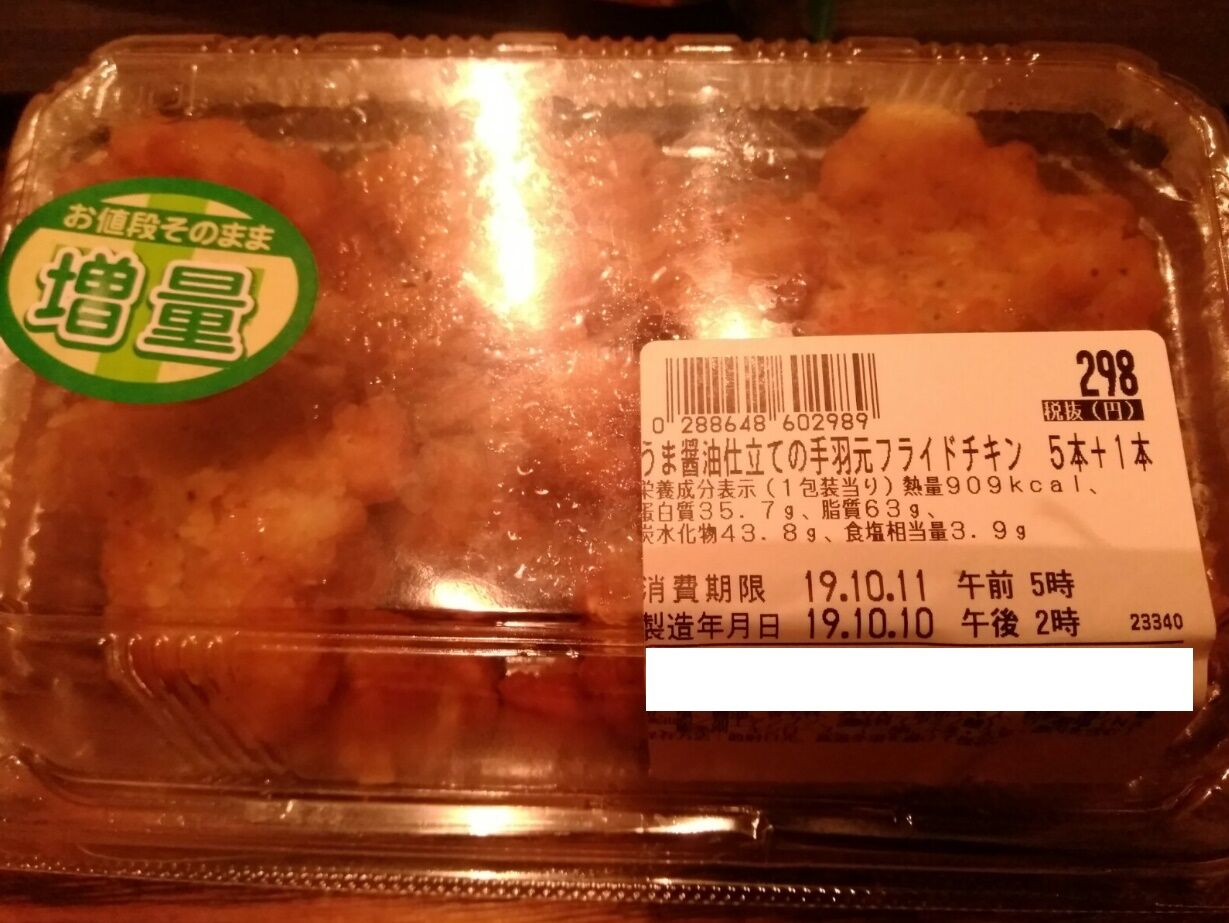 お値段そのまま
増量
298
税抜(円)
0 288648 602989
うま醤油仕立ての手羽元フライドチキン 5本+1本
栄養成分表示(1包装当り)熱量909kcal、
蛋白質35.7g、脂質63g、
炭水化物43.8g、食塩相当量3.9g
消費期限 19.10.11 午前 5時
製造年月日 19.10.10 午後 2時 23340